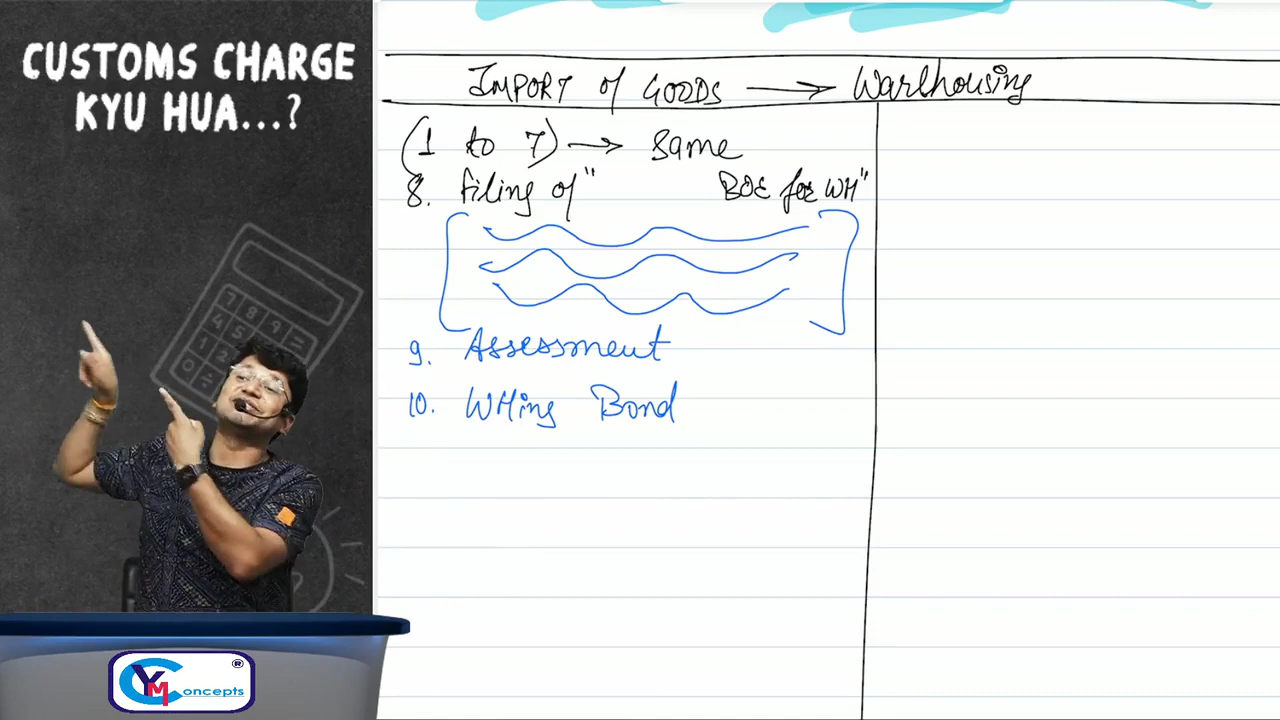 CUSTOMS CHARGE
KYU HUA...?
IMPORT of GOODS → Warehousing
(1 to 7) → Same
8. Filing of " BOE for WH"
9. Assessment
10. WHing Bond
YM Concepts ®